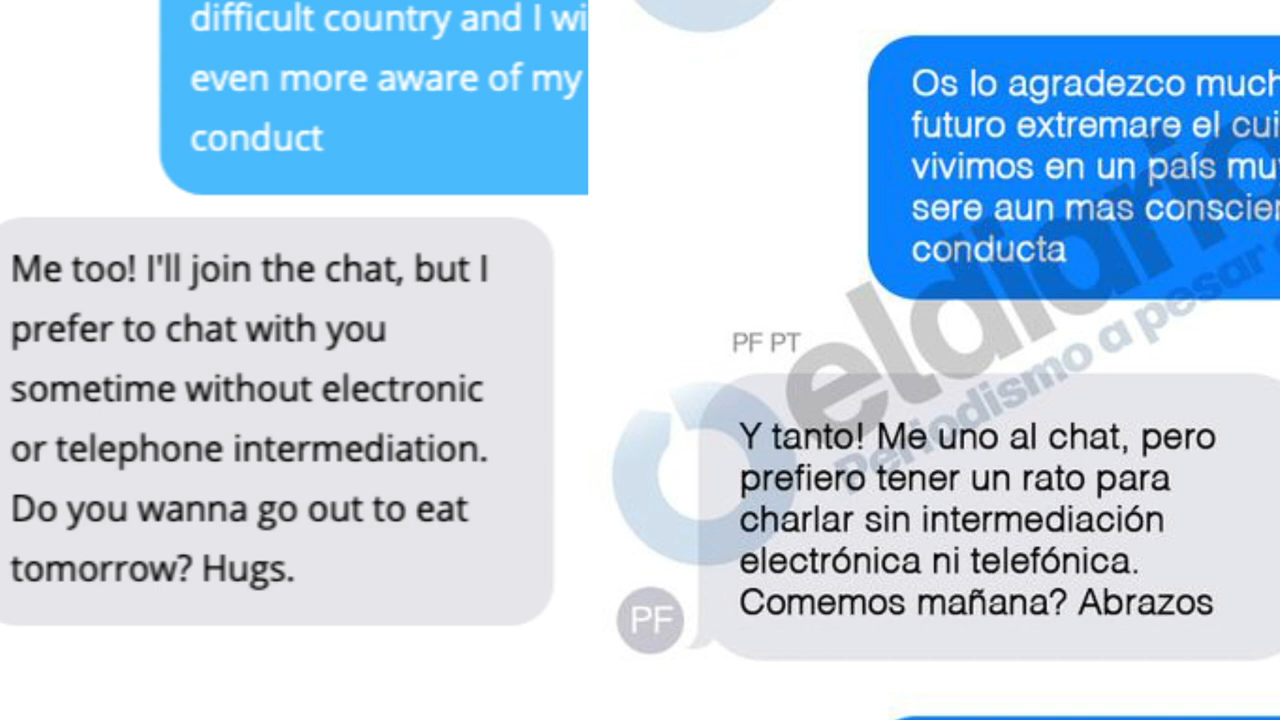 difficult country and I wi
even more aware of my
conduct
Me too! I'll join the chat, but I
prefer to chat with you
sometime without electronic
or telephone intermediation.
Do you wanna go out to eat
tomorrow? Hugs.
Os lo agradezco much
futuro extremare el cui
vivimos en un país mu
sere aun mas conscien
conducta
PF PT
Y tanto! Me uno al chat, pero
prefiero tener un rato para
charlar sin intermediación
electrónica ni telefónica.
Comemos mañana? Abrazos
PF
eldiario
Periodismo a pesar